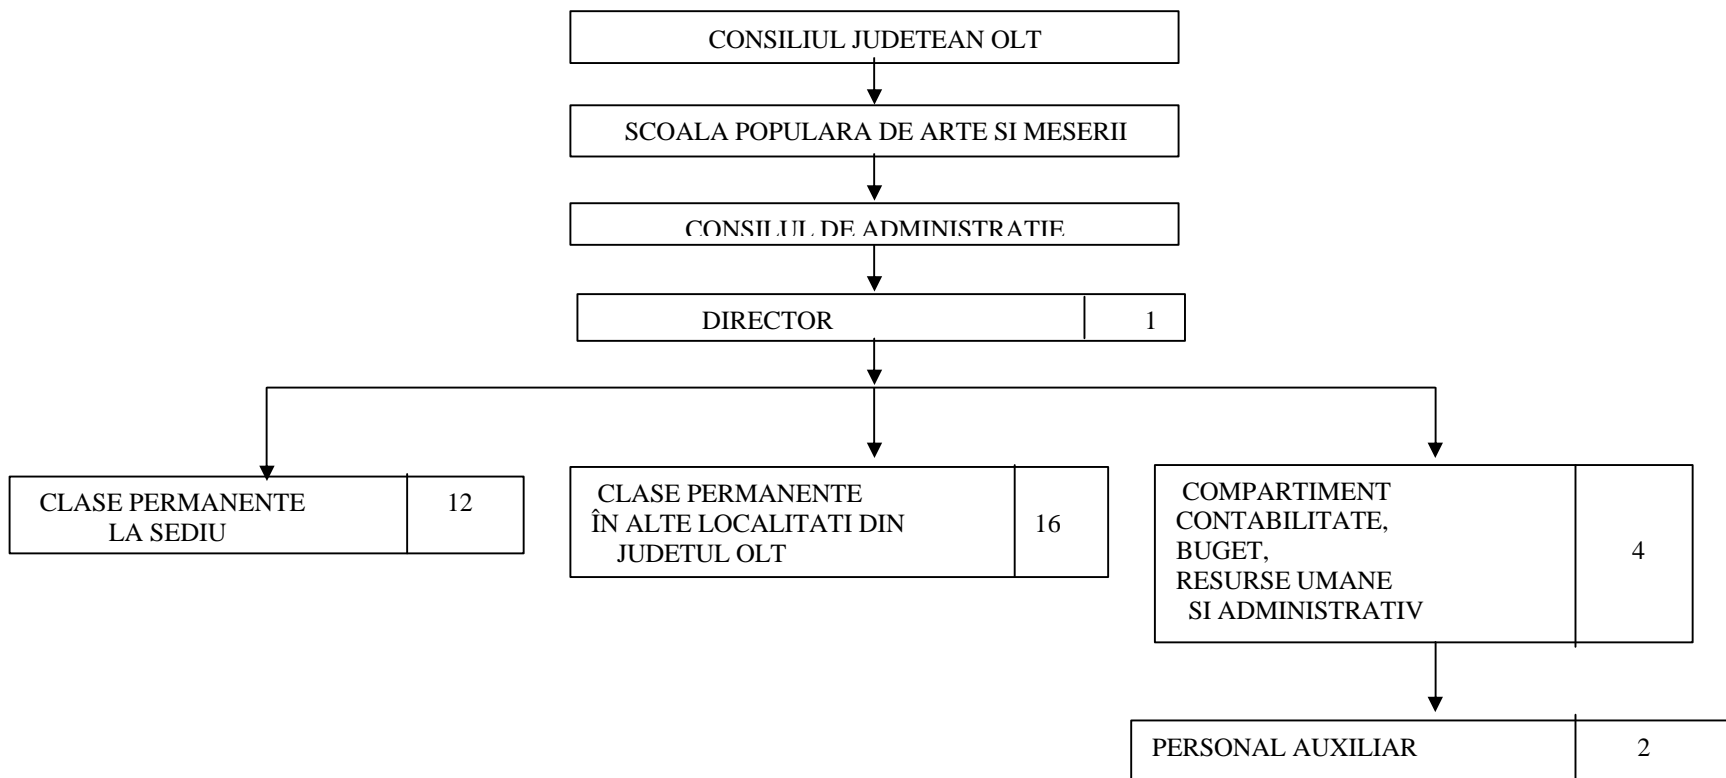 CONSILIUL JUDETEAN OLT
SCOALA POPULARA DE ARTE SI MESERII
CONSILUL DE ADMINISTRATIE
DIRECTOR 1
CLASE PERMANENTE
LA SEDIU
12
CLASE PERMANENTE
ÎN ALTE LOCALITATI DIN
JUDETUL OLT
16
COMPARTIMENT
CONTABILITATE,
BUGET,
RESURSE UMANE
SI ADMINISTRATIV
4
PERSONAL AUXILIAR 2